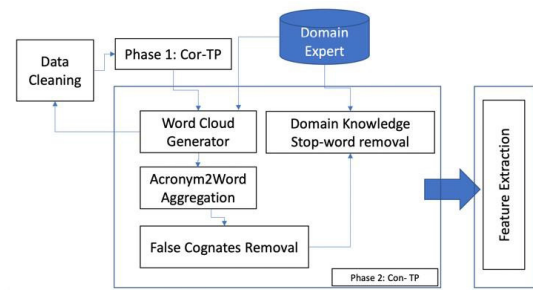 Domain
Expert
Data
Cleaning
Phase 1: Cor-TP
Word Cloud
Generator
Domain Knowledge
Stop-word removal
Acronym2Word
Aggregation
False Cognates Removal
Phase 2: Con- TP
Feature Extraction